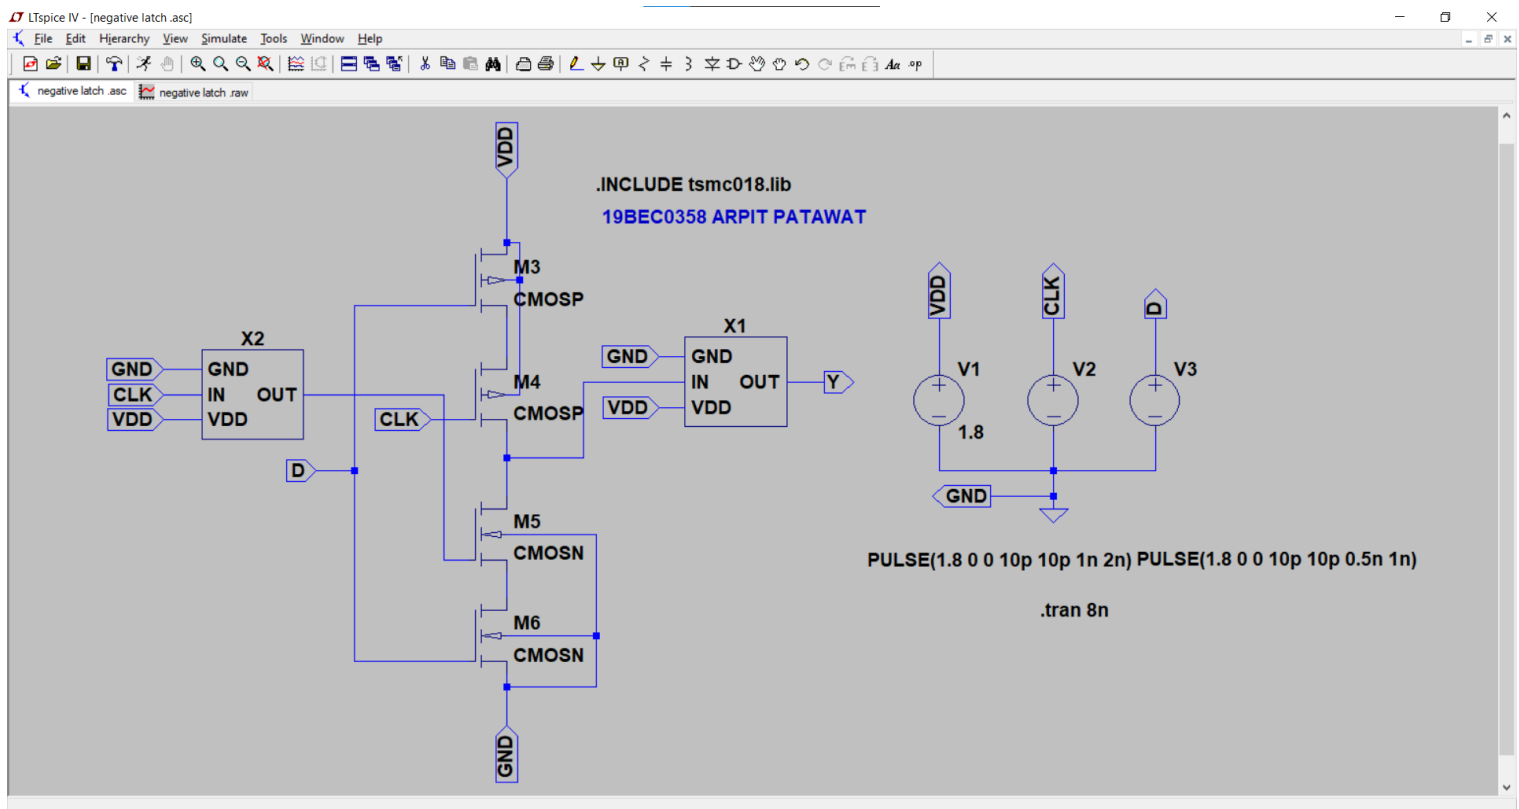 LTspice IV - [negative latch .asc]
File Edit Hierarchy View Simulate Tools Window Help
negative latch .asc negative latch .raw
VDD
.INCLUDE tsmc018.lib
19BEC0358 ARPIT PATAWAT
M3
CMOSP
X2
GND GND
CLK IN OUT
VDD VDD
D
M4
CMOSP
CLK
X1
GND GND
IN OUT Y
VDD VDD
M5
CMOSN
M6
CMOSN
GND
VDD CLK D
V1 V2 V3
1.8
GND
PULSE(1.8 0 0 10p 10p 1n 2n) PULSE(1.8 0 0 10p 10p 0.5n 1n)
.tran 8n